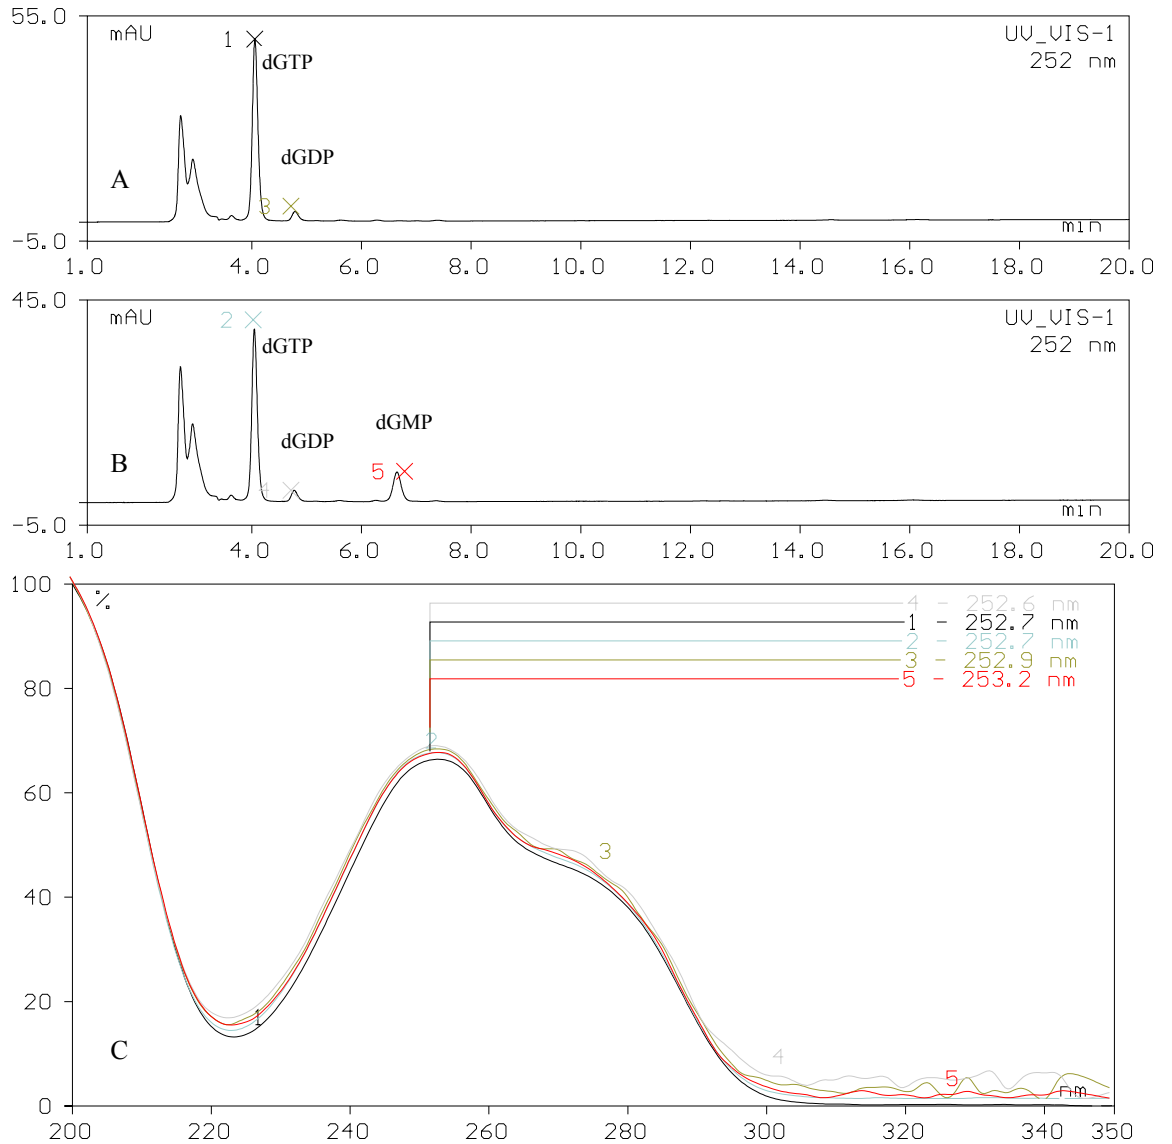 55.0
mAU
1
UV_VIS-1
252 nm
dGTP
dGDP
A
3
-5.0
min
1.0 4.0 6.0 8.0 10.0 12.0 14.0 16.0 18.0 20.0
45.0
mAU
2
UV_VIS-1
252 nm
dGTP
dGMP
dGDP
B
5
4
-5.0
min
1.0 4.0 6.0 8.0 10.0 12.0 14.0 16.0 18.0 20.0
100
%
4 - 252.6 nm
1 - 252.7 nm
2 - 252.7 nm
3 - 252.9 nm
5 - 253.2 nm
80
2
60
3
40
20
1
C
4
5
nm
0
200 220 240 260 280 300 320 350